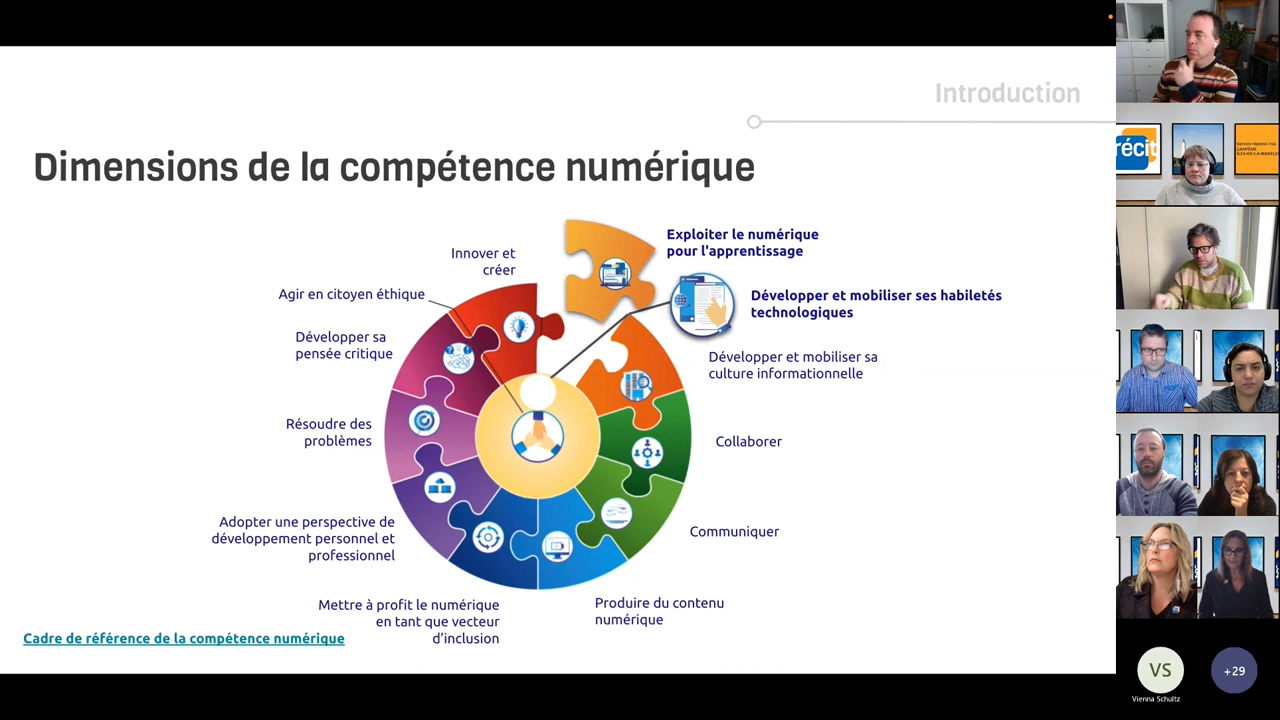 Introduction
Dimensions de la compétence numérique
Innover et
créer
Exploiter le numérique
pour l'apprentissage
Agir en citoyen éthique
Développer et mobiliser ses habiletés
technologiques
Développer sa
pensée critique
Développer et mobiliser sa
culture informationnelle
Résoudre des
problèmes
Collaborer
Adopter une perspective de
développement personnel et
professionnel
Communiquer
Mettre à profit le numérique
en tant que vecteur
d'inclusion
Produire du contenu
numérique
Cadre de référence de la compétence numérique
récit
VS
Vienna Schultz
+29